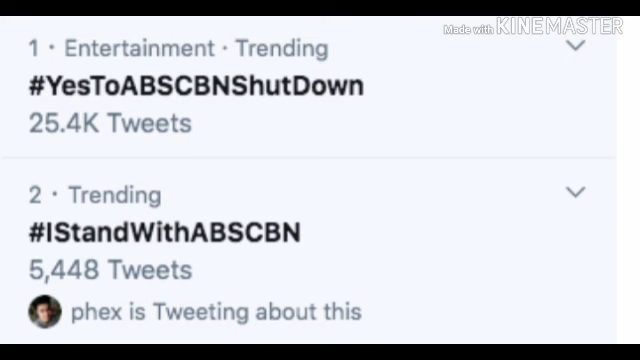 Made with KINEMASTER
1 · Entertainment · Trending
#YesToABSCBNShutDown
25.4K Tweets
2 · Trending
#IStandWithABSCBN
5,448 Tweets
phex is Tweeting about this